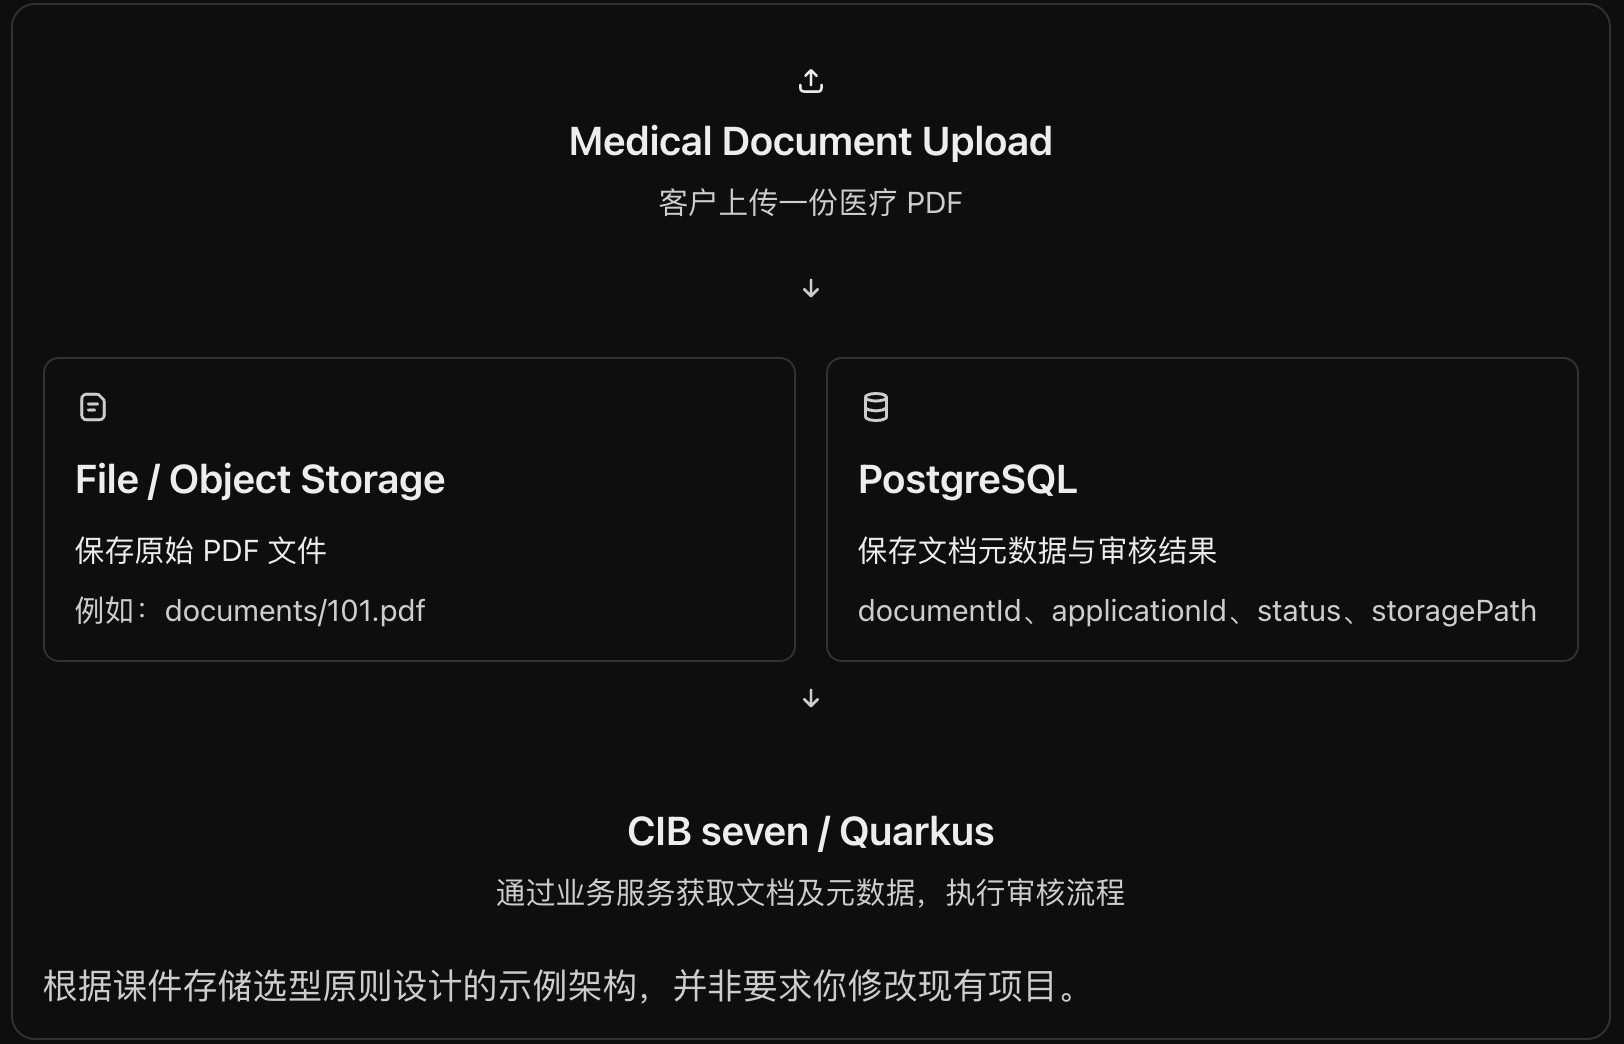 Medical Document Upload
客户上传一份医疗 PDF
File / Object Storage
保存原始 PDF 文件
例如：documents/101.pdf
PostgreSQL
保存文档元数据与审核结果
documentId、applicationId、status、storagePath
CIB seven / Quarkus
通过业务服务获取文档及元数据，执行审核流程
根据课件存储选型原则设计的示例架构，并非要求你修改现有项目。